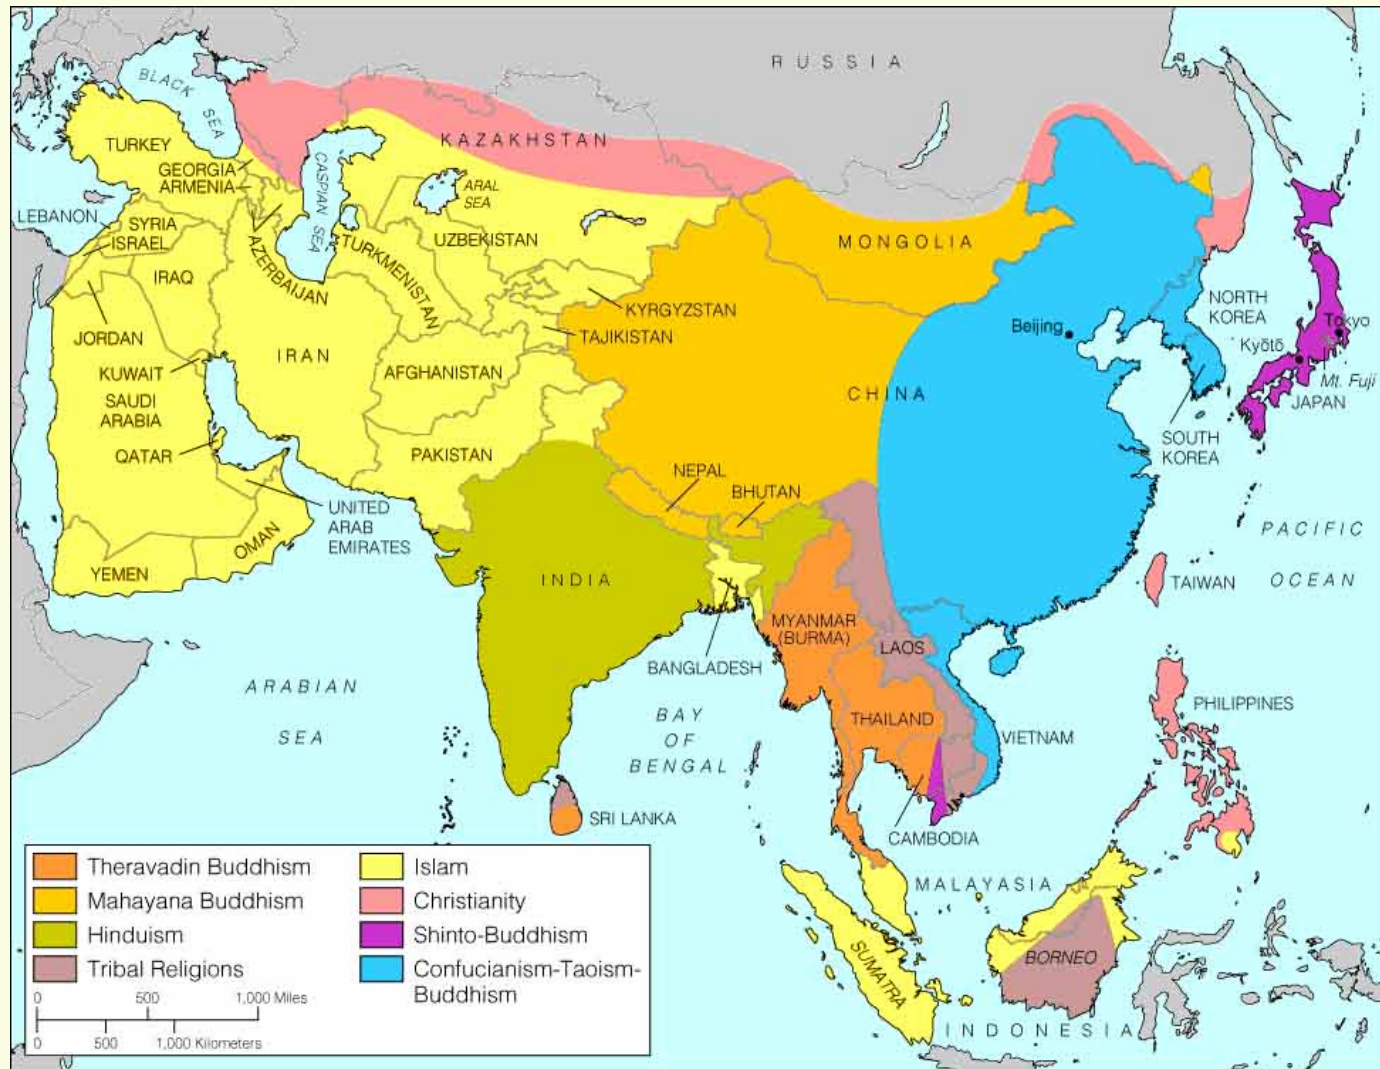 RUSSIA
BLACK
SEA
KAZAKHSTAN
TURKEY
GEORGIA
ARMENIA
CASPIAN SEA
ARAL
SEA
LEBANON
SYRIA
ISRAEL
UZBEKISTAN
MONGOLIA
AZERBAIJAN
TURKMENISTAN
IRAQ
KYRGYZSTAN
NORTH
KOREA
Tokyo
Beijing
JORDAN
TAJIKISTAN
Kyōtō
IRAN
KUWAIT
AFGHANISTAN
Mt. Fuji
SAUDI
ARABIA
CHINA
JAPAN
QATAR
PAKISTAN
SOUTH
KOREA
NEPAL
BHUTAN
UNITED
ARAB
EMIRATES
OMAN
YEMEN
PACIFIC
OCEAN
INDIA
TAIWAN
MYANMAR
(BURMA)
LAOS
BANGLADESH
ARABIAN
SEA
BAY
OF
BENGAL
THAILAND
PHILIPPINES
VIETNAM
SRI LANKA
CAMBODIA
MALAYASIA
SUMATRA
BORNEO
INDONESIA
Theravadin Buddhism
Mahayana Buddhism
Hinduism
Tribal Religions
Islam
Christianity
Shinto-Buddhism
Confucianism-Taoism-
Buddhism
0 500 1,000 Miles
0 500 1,000 Kilometers